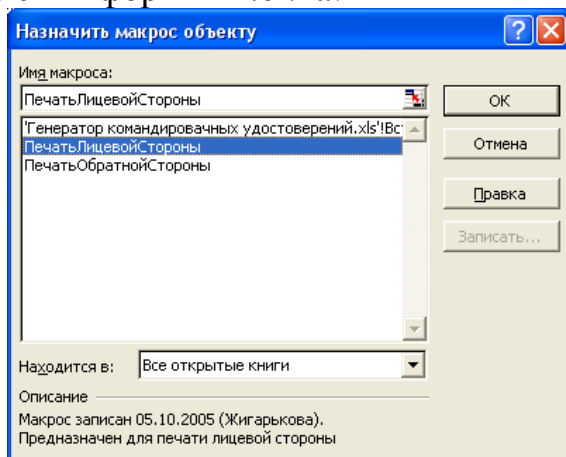 Назначить макрос объекту
Имя макроса:
ПечатьЛицевойСтороны
'Генератор командировачных удостоверений.xls'!Вс
ПечатьЛицевойСтороны
ПечатьОбратнойСтороны
ОК
Отмена
Правка
Записать...
Находится в: Все открытые книги
Описание
Макрос записан 05.10.2005 (Жигарькова).
Предназначен для печати лицевой стороны